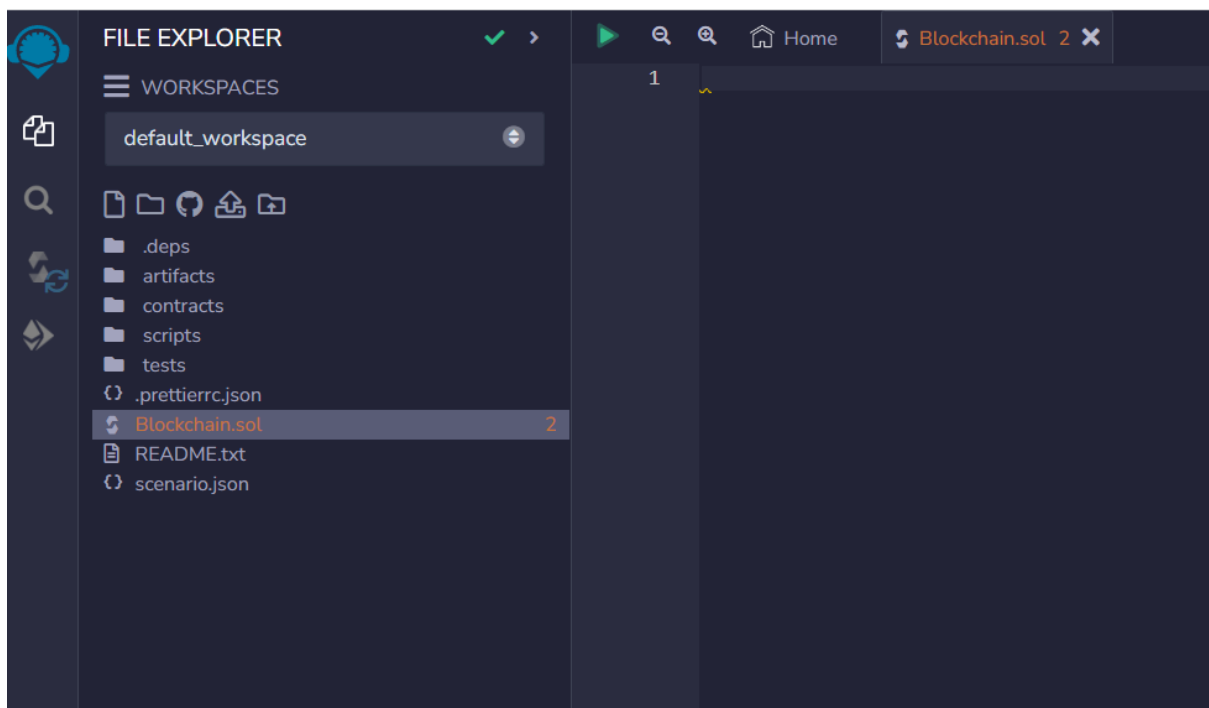 FILE EXPLORER
WORKSPACES
default_workspace
.deps
artifacts
contracts
scripts
tests
.prettierrc.json
Blockchain.sol 2
README.txt
scenario.json
Home Blockchain.sol 2
1